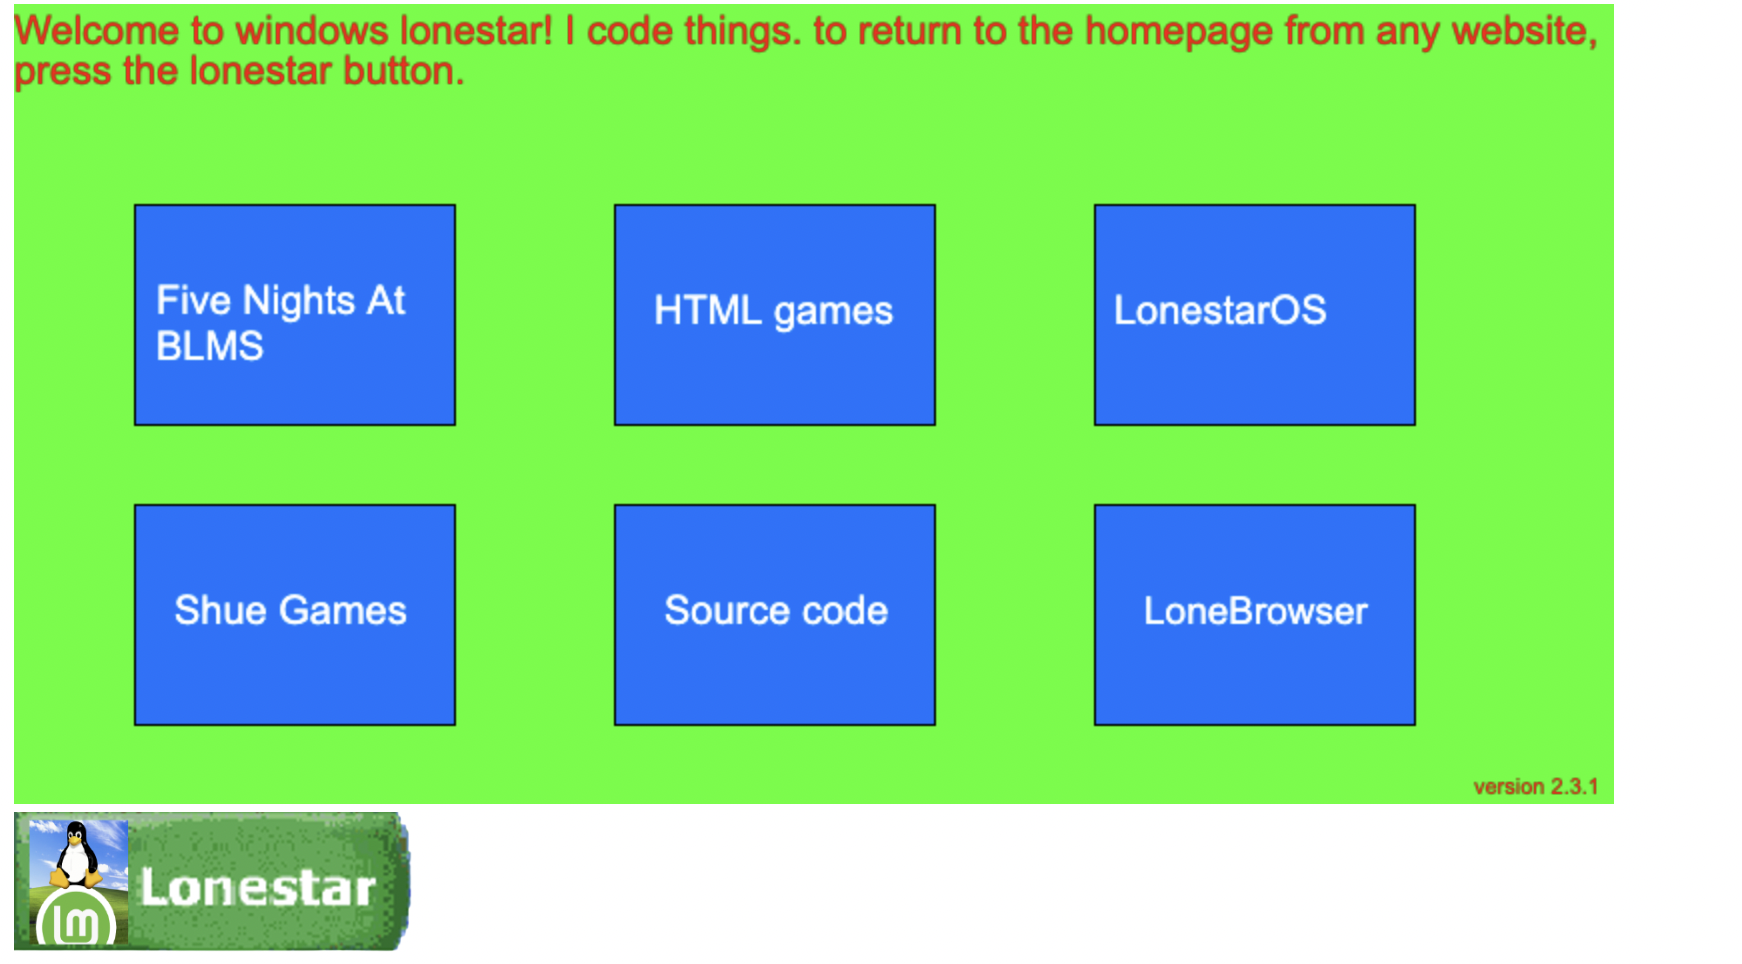 Welcome to windows lonestar! I code things. to return to the homepage from any website,
press the lonestar button.
Five Nights At
BLMS
HTML games
LonestarOS
Shue Games
Source code
LoneBrowser
version 2.3.1
lm
Lonestar